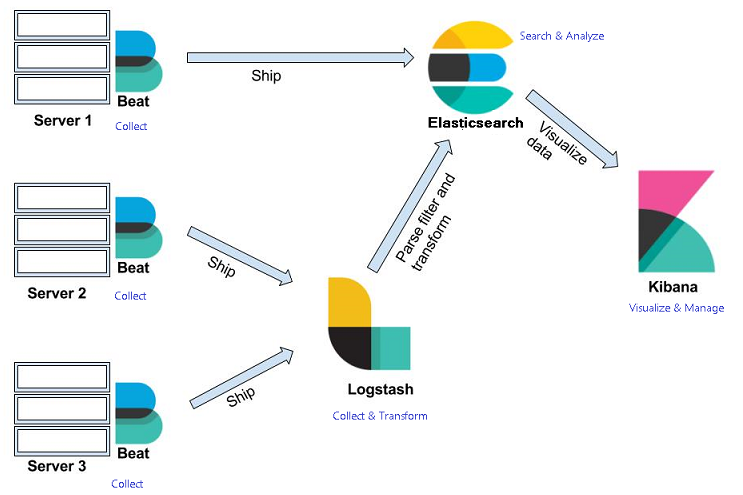 Search & Analyze
Ship
Beat
Server 1
Collect
Elasticsearch
Visualize
data
Parse filter and
transform
Ship
Beat
Server 2
Collect
Kibana
Visualize & Manage
Logstash
Collect & Transform
Ship
Beat
Server 3
Collect